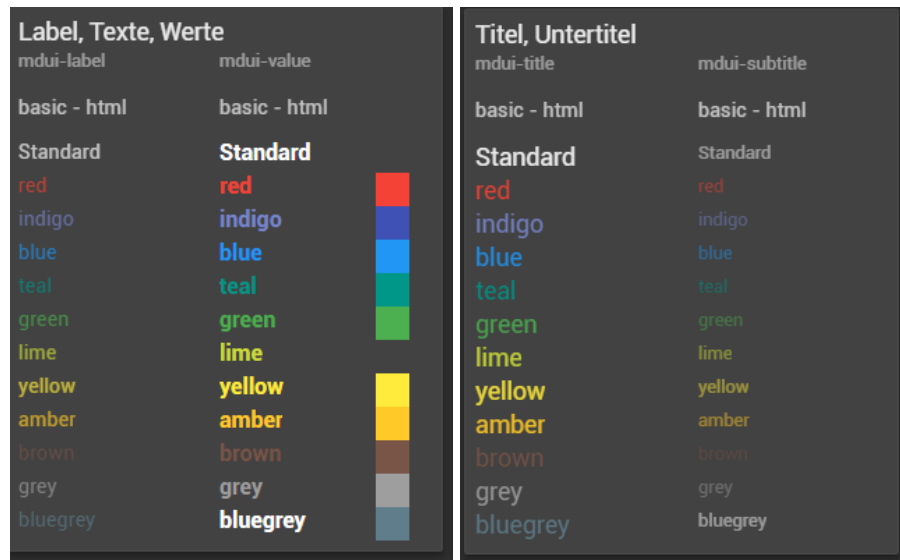 Label, Texte, Werte
mdui-label mdui-value
basic - html basic - html
Standard Standard
red red
indigo indigo
blue blue
teal teal
green green
lime lime
yellow yellow
amber amber
brown brown
grey grey
bluegrey bluegrey
Titel, Untertitel
mdui-title mdui-subtitle
basic - html basic - html
Standard Standard
red red
indigo indigo
blue blue
teal teal
green green
lime lime
yellow yellow
amber amber
brown brown
grey grey
bluegrey bluegrey